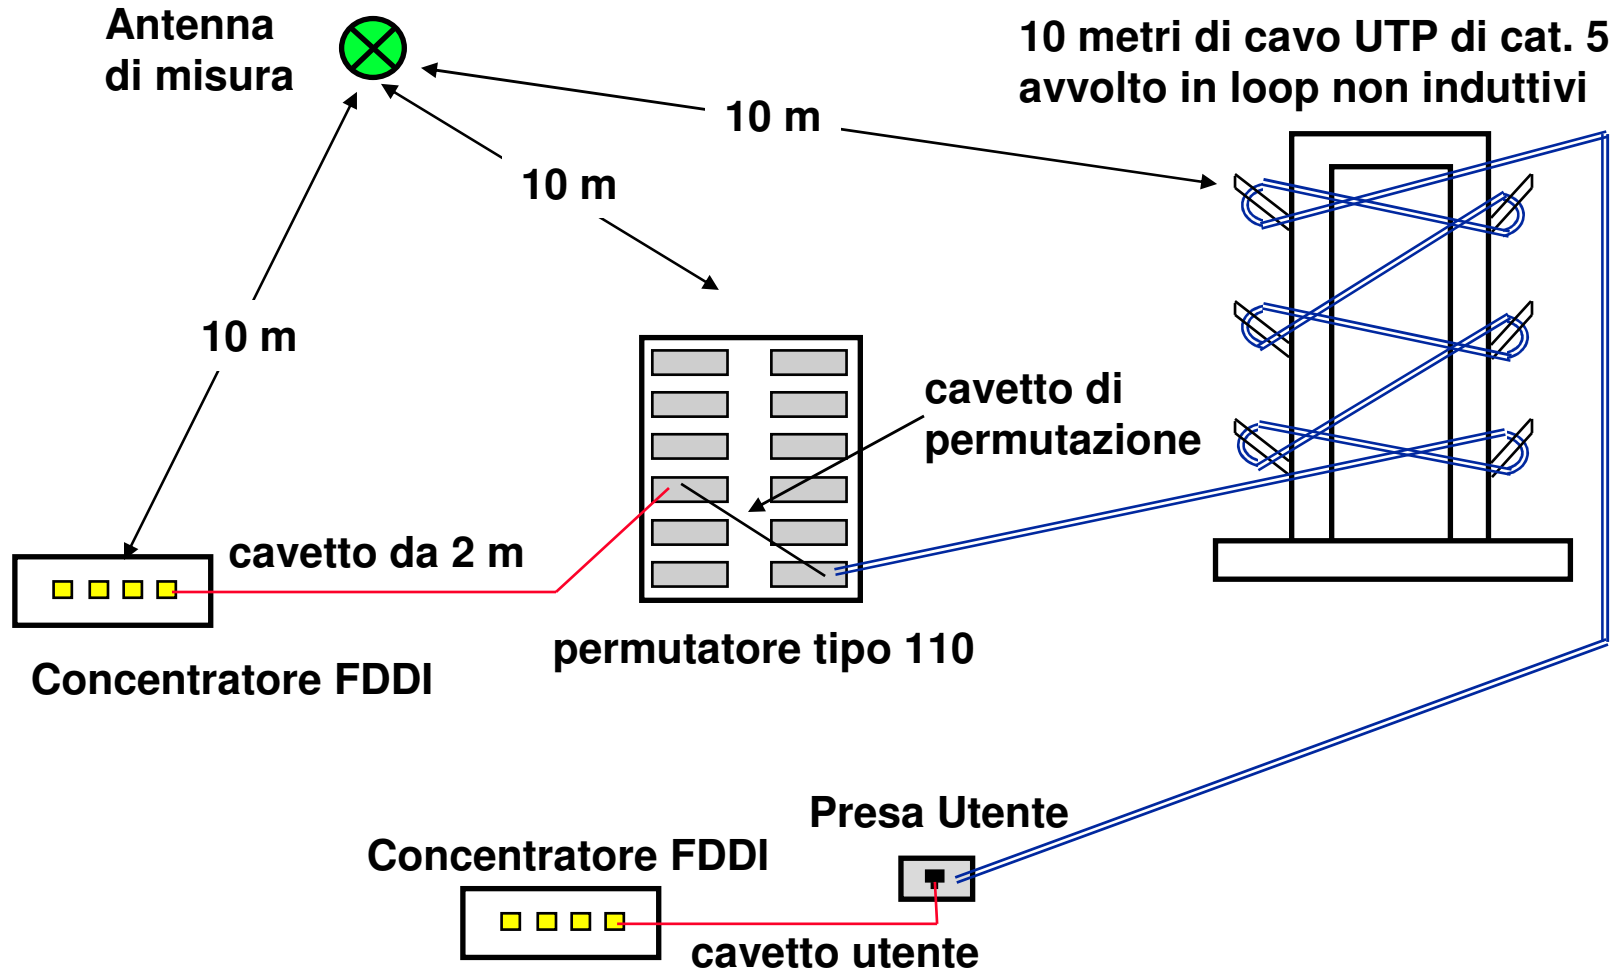 Antenna
di misura
10 metri di cavo UTP di cat. 5
avvolto in loop non induttivi
10 m
10 m
10 m
cavetto di
permutazione
cavetto da 2 m
permutatore tipo 110
Concentratore FDDI
Presa Utente
Concentratore FDDI
cavetto utente